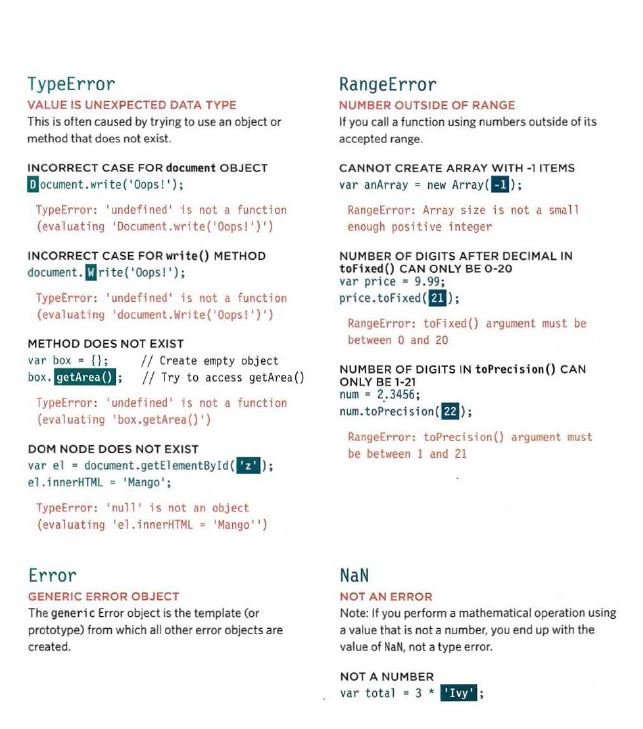 TypeError
VALUE IS UNEXPECTED DATA TYPE
This is often caused by trying to use an object or
method that does not exist.
INCORRECT CASE FOR document OBJECT
Document.write('Oops!');
TypeError: 'undefined' is not a function
(evaluating 'Document.write('Oops!')')
INCORRECT CASE FOR write() METHOD
document.Write('Oops!');
TypeError: 'undefined' is not a function
(evaluating 'document.Write('Oops!')')
METHOD DOES NOT EXIST
var box = {}; // Create empty object
box.getArea(); // Try to access getArea()
TypeError: 'undefined' is not a function
(evaluating 'box.getArea()')
DOM NODE DOES NOT EXIST
var el = document.getElementById('z');
el.innerHTML = 'Mango';
TypeError: 'null' is not an object
(evaluating 'el.innerHTML = 'Mango'')
RangeError
NUMBER OUTSIDE OF RANGE
If you call a function using numbers outside of its
accepted range.
CANNOT CREATE ARRAY WITH -1 ITEMS
var anArray = new Array(-1);
RangeError: Array size is not a small
enough positive integer
NUMBER OF DIGITS AFTER DECIMAL IN
toFixed() CAN ONLY BE 0-20
var price = 9.99;
price.toFixed(21);
RangeError: toFixed() argument must be
between 0 and 20
NUMBER OF DIGITS IN toPrecision() CAN
ONLY BE 1-21
num = 2.3456;
num.toPrecision(22);
RangeError: toPrecision() argument must
be between 1 and 21
Error
GENERIC ERROR OBJECT
The generic Error object is the template (or
prototype) from which all other error objects are
created.
NaN
NOT AN ERROR
Note: If you perform a mathematical operation using
a value that is not a number, you end up with the
value of NaN, not a type error.
NOT A NUMBER
var total = 3 * 'Ivy';